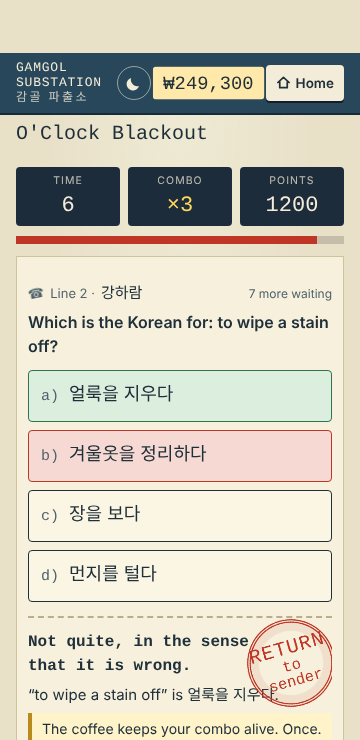 GAMGOL
SUBSTATION
감골 파출소
₩249,300
Home
O'Clock Blackout
TIME
6
COMBO
×3
POINTS
1200
☎ Line 2 · 강하람
7 more waiting
Which is the Korean for: to wipe a stain
off?
a) 얼룩을 지우다
b) 겨울옷을 정리하다
c) 장을 보다
d) 먼지를 털다
Not quite, in the sense
that it is wrong.
RETURN
to
sender
“to wipe a stain off” is 얼룩을 지우다.
The coffee keeps your combo alive. Once.